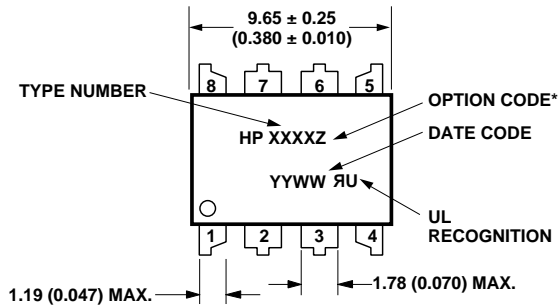 9.65 ± 0.25
(0.380 ± 0.010)
8 7 6 5
TYPE NUMBER
OPTION CODE*
HP XXXXZ
DATE CODE
YYWW ЯU
UL
RECOGNITION
1 2 3 4
1.19 (0.047) MAX.
1.78 (0.070) MAX.